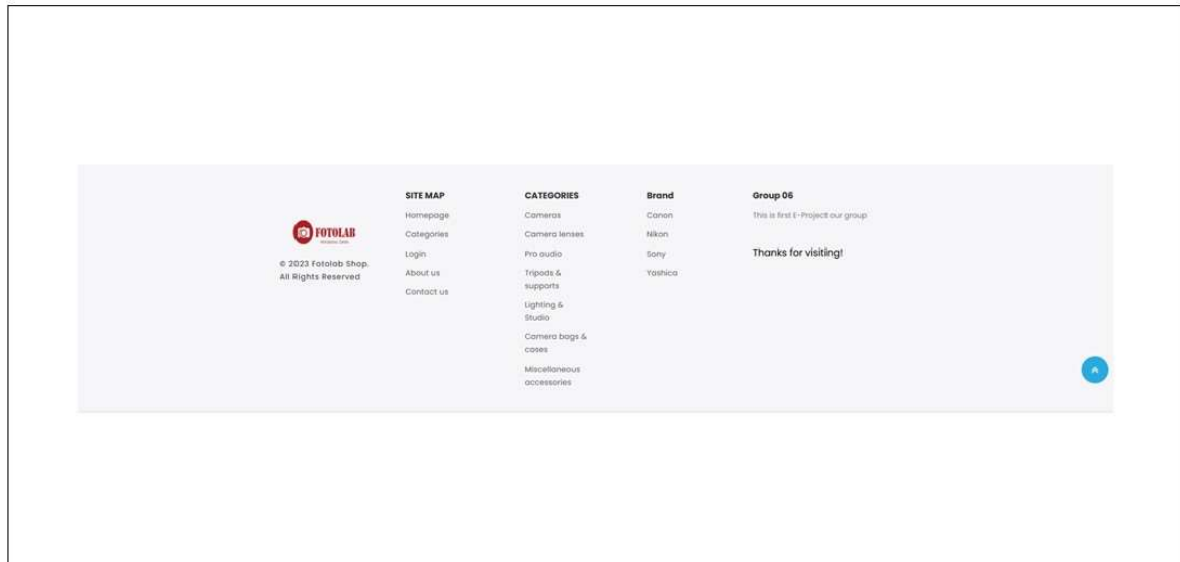 FOTOLAB
© 2023 Fotolab Shop.
All Rights Reserved
SITE MAP
Homepage
Categories
Login
About us
Contact us
CATEGORIES
Cameras
Camera lenses
Pro audio
Tripods &
supports
Lighting &
Studio
Camera bags &
cases
Miscellaneous
accessories
Brand
Canon
Nikon
Sony
Yashica
Group 06
This is first E-Project! our group
Thanks for visiting!